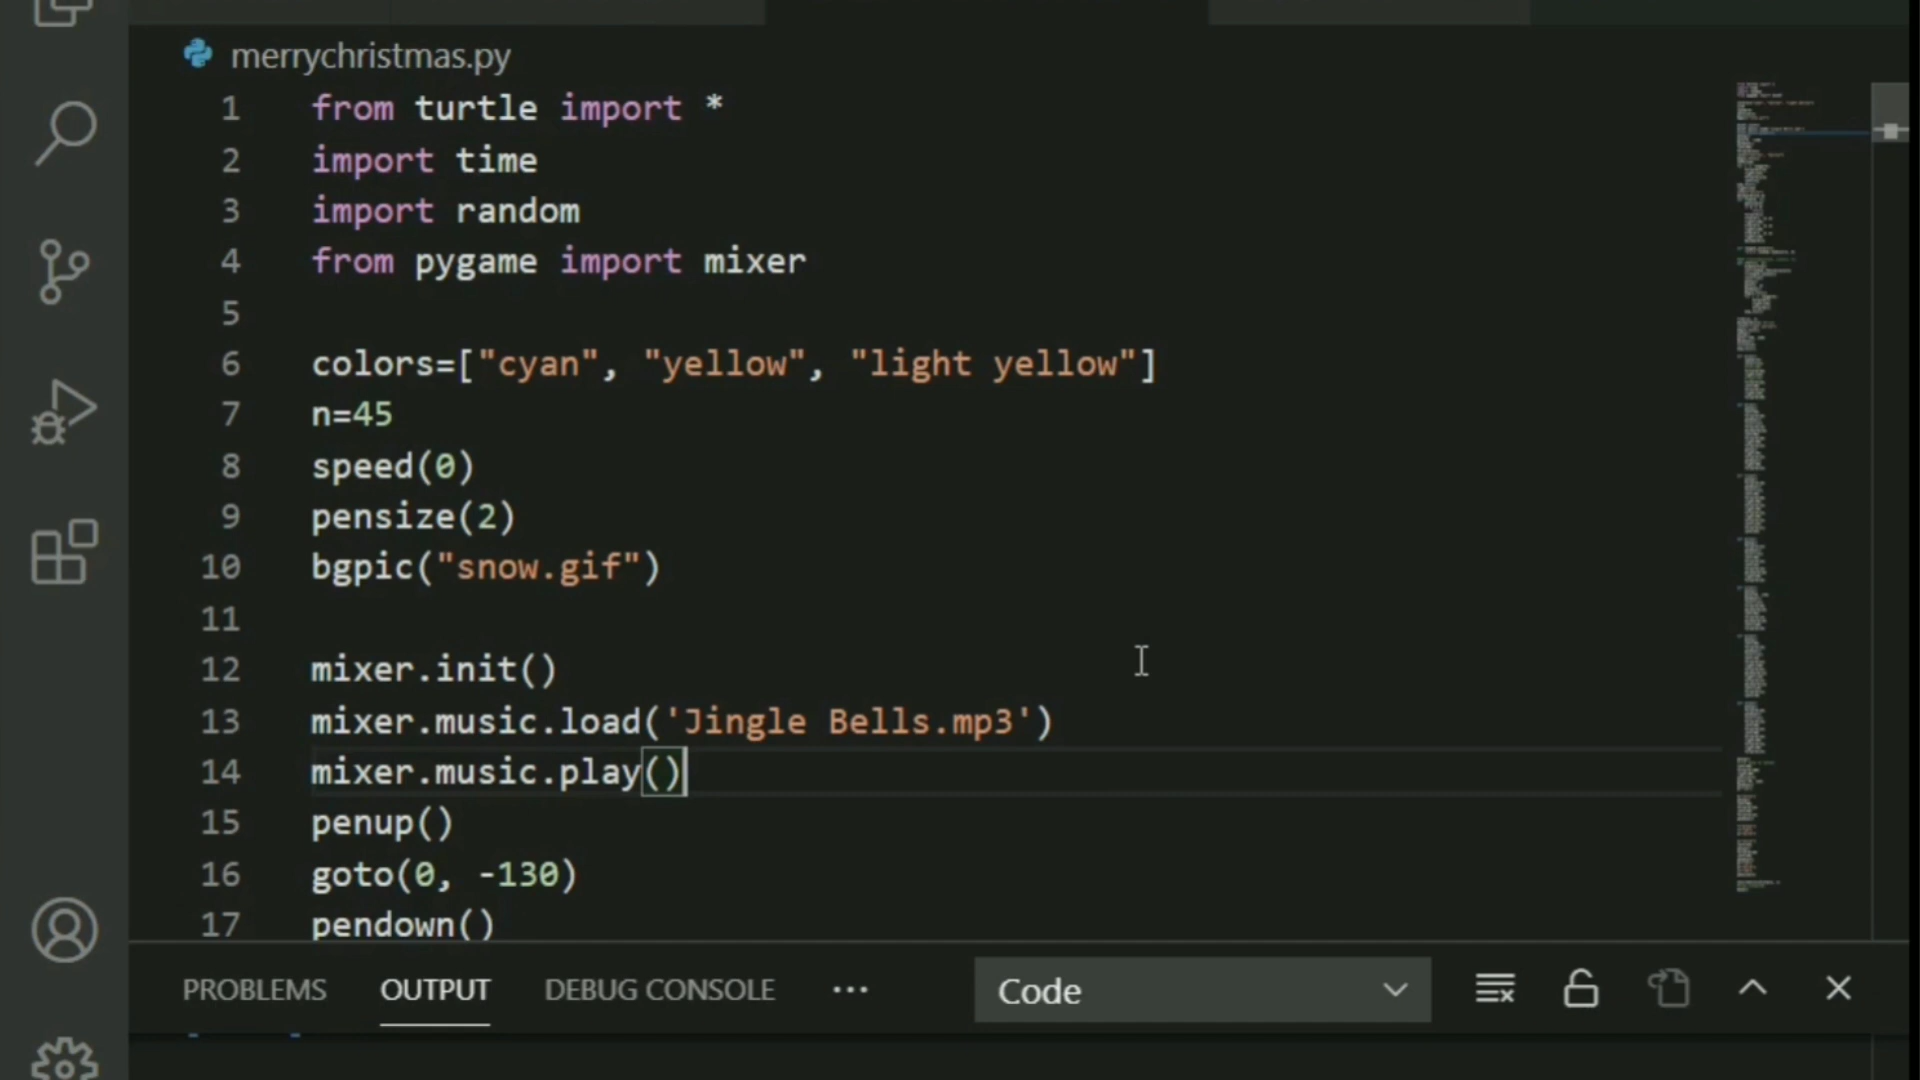 merrychristmas.py
1 from turtle import *
2 import time
3 import random
4 from pygame import mixer
5
6 colors=["cyan", "yellow", "light yellow"]
7 n=45
8 speed(0)
9 pensize(2)
10 bgpic("snow.gif")
11
12 mixer.init()
13 mixer.music.load('Jingle Bells.mp3')
14 mixer.music.play()
15 penup()
16 goto(0, -130)
17 pendown()
PROBLEMS OUTPUT DEBUG CONSOLE ... Code